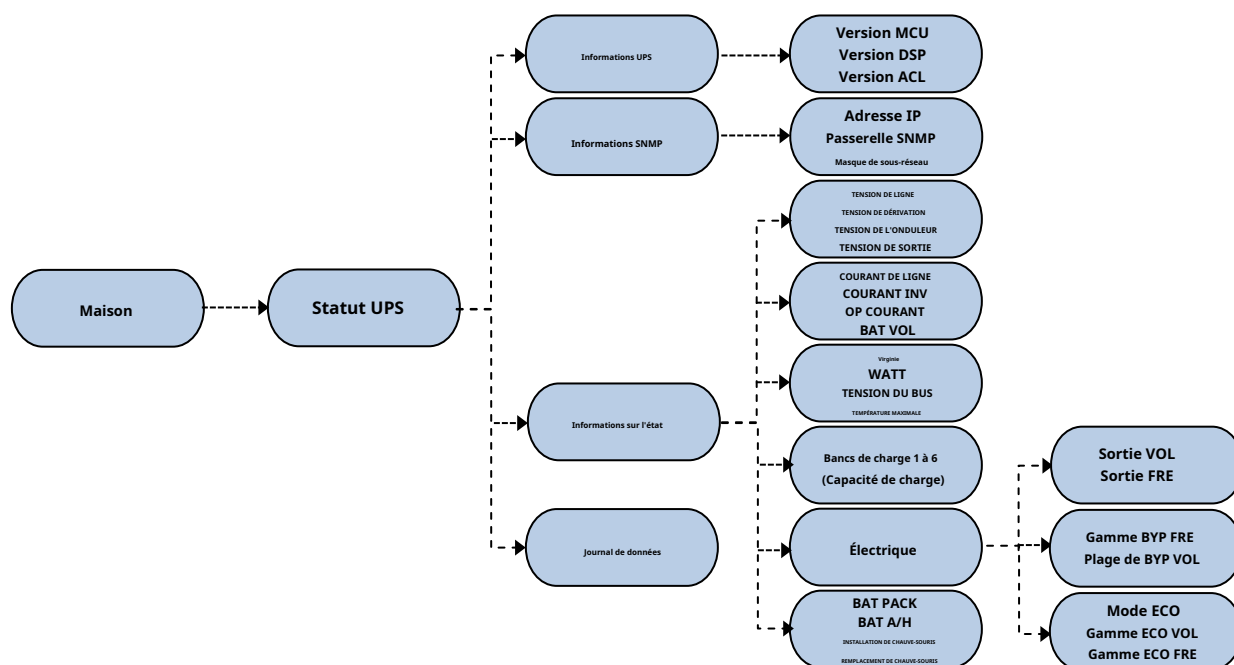 Maison
Statut UPS
Informations UPS
Version MCU
Version DSP
Version ACL
Informations SNMP
Adresse IP
Passerelle SNMP
Masque de sous-réseau
Informations sur l'état
TENSION DE LIGNE
TENSION DE DÉRIVATION
TENSION DE L'ONDULEUR
TENSION DE SORTIE
COURANT DE LIGNE
COURANT INV
OP COURANT
BAT VOL
Virginie
WATT
TENSION DU BUS
TEMPÉRATURE MAXIMALE
Bancs de charge 1 à 6
(Capacité de charge)
Électrique
Sortie VOL
Sortie FRE
Gamme BYP FRE
Plage de BYP VOL
Mode ECO
Gamme ECO VOL
Gamme ECO FRE
BAT PACK
BAT A/H
INSTALLATION DE CHAUVE-SOURIS
REMPLACEMENT DE CHAUVE-SOURIS
Journal de données